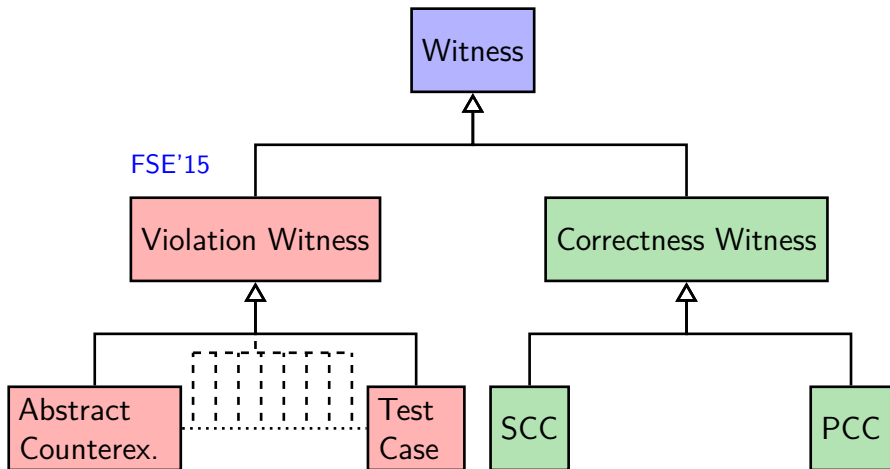 Witness
FSE'15
Violation Witness
Correctness Witness
Abstract
Counterex.
Test
Case
SCC
PCC